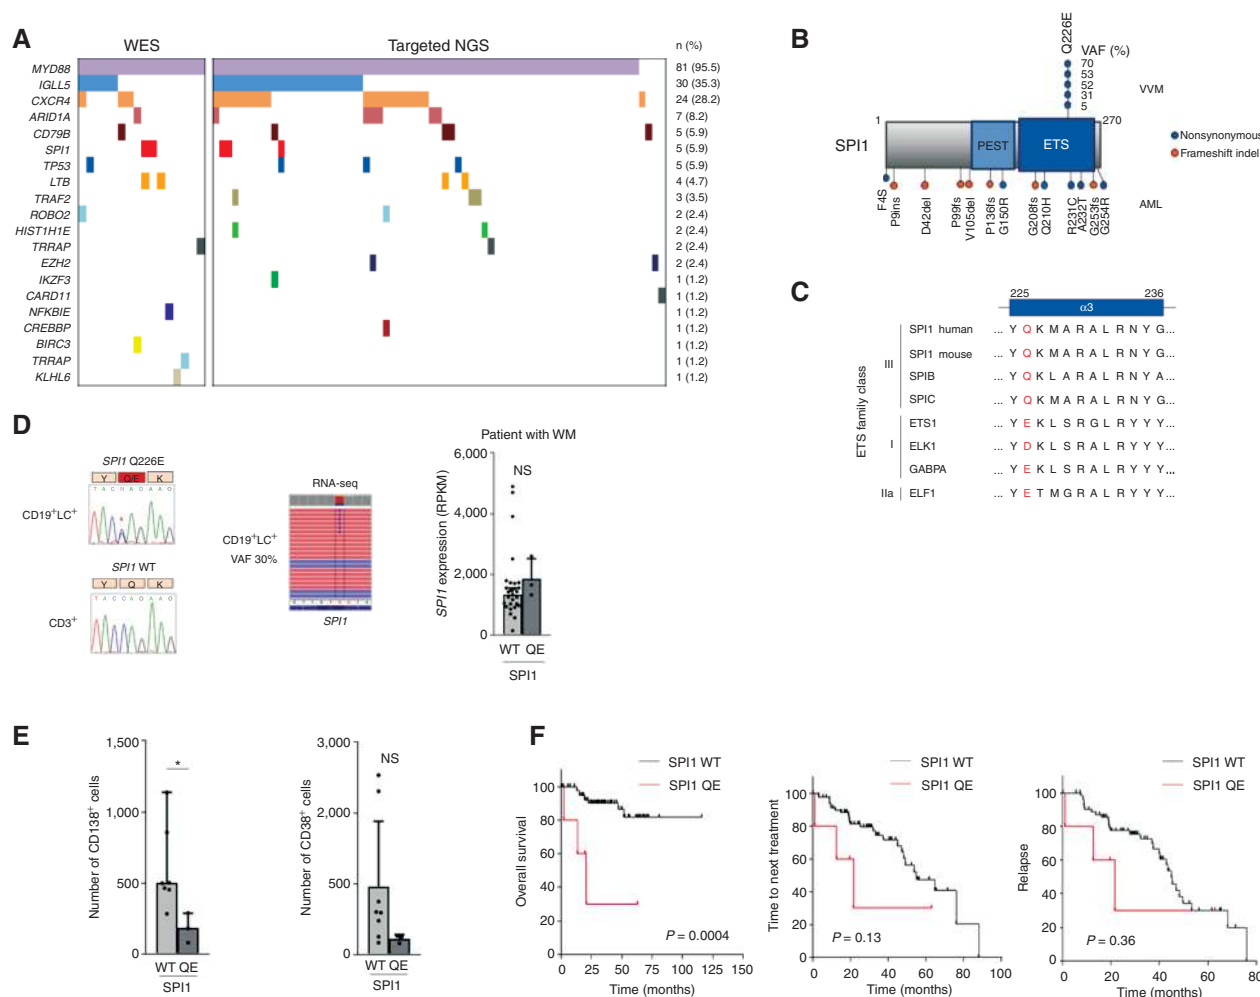 A
WES
Targeted NGS
n (%)
MYD88 81 (95.5)
IGLL5 30 (35.3)
CXCR4 24 (28.2)
ARID1A 7 (8.2)
CD79B 5 (5.9)
SPI1 5 (5.9)
TP53 5 (5.9)
LTB 4 (4.7)
TRAF2 3 (3.5)
ROBO2 2 (2.4)
HIST1H1E 2 (2.4)
TRRAP 2 (2.4)
EZH2 2 (2.4)
IKZF3 1 (1.2)
CARD11 1 (1.2)
NFKBIE 1 (1.2)
CREBBP 1 (1.2)
BIRC3 1 (1.2)
TRRAP 1 (1.2)
KLHL6 1 (1.2)
B
Q226E
VAF (%)
70
53
52
31
5
VVM
1
270
SPI1
PEST
ETS
Nonsynonymous
Frameshift indel
F4S
P9ins
D42del
P99fs
V105del
P136fs
G150R
G208fs
Q210H
R231C
A232T
G253fs
G254R
AML
C
225
236
α3
ETS family class
III
SPI1 human ... Y Q K M A R A L R N Y G...
SPI1 mouse ... Y Q K M A R A L R N Y G...
SPIB ... Y Q K L A R A L R N Y A...
SPIC ... Y Q K M A R A L R N Y G...
I
ETS1 ... Y E K L S R G L R Y Y Y...
ELK1 ... Y D K L S R A L R Y Y Y...
GABPA ... Y E K L S R A L R Y Y Y...
IIa
ELF1 ... Y E T M G R A L R Y Y Y...
D
SPI1 Q226E
Y Q/E K
CD19+LC+
SPI1 WT
Y Q K
CD3+
RNA-seq
CD19+LC+
VAF 30%
SPI1
Patient with WM
SPI1 expression (RPKM)
6,000
4,000
2,000
0
NS
WT QE
SPI1
E
Number of CD138+ cells
1,500
1,000
500
0
*
WT QE
SPI1
Number of CD38+ cells
3,000
2,000
500
0
NS
WT QE
SPI1
F
SPI1 WT
SPI1 QE
Overall survival
100
80
60
40
20
0
P = 0.0004
0 25 50 75 100 125 150
Time (months)
SPI1 WT
SPI1 QE
Time to next treatment
100
80
60
40
20
0
P = 0.13
0 20 40 60 80 100
Time (months)
SPI1 WT
SPI1 QE
Relapse
100
80
60
40
20
0
P = 0.36
0 20 40 60 80
Time (months)